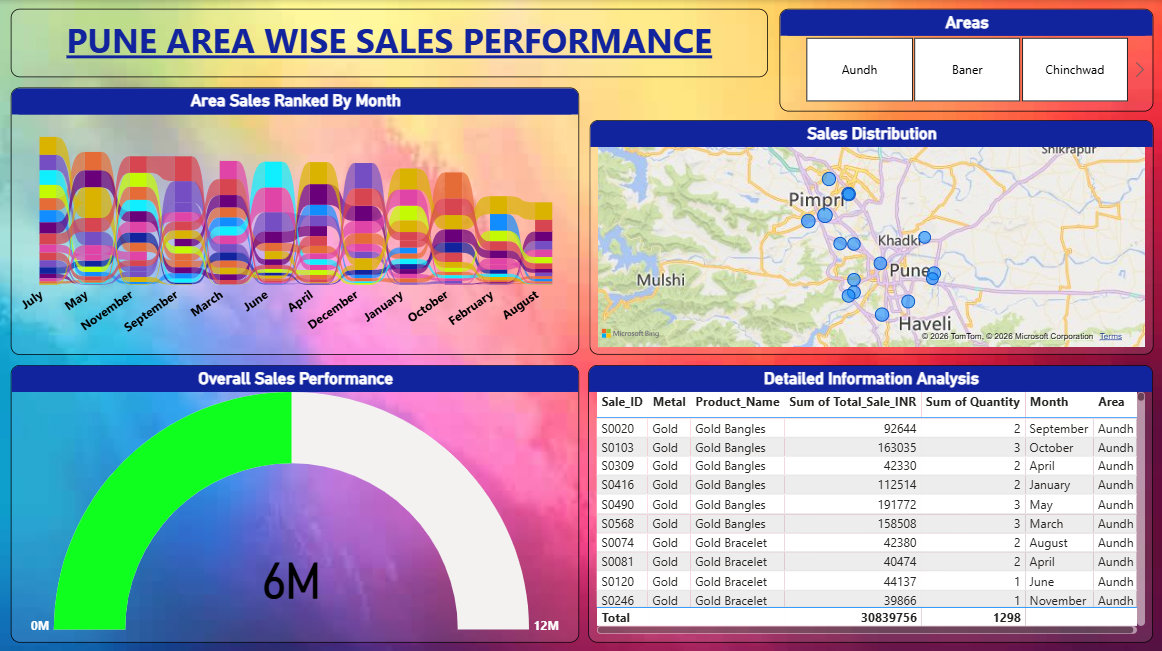 PUNE AREA WISE SALES PERFORMANCE
Areas
Aundh Baner Chinchwad
Area Sales Ranked By Month
July May November September March June April December January October February August
Sales Distribution
Shikrapur
Pimpri
Khadki
Pune
Mulshi
Haveli
Microsoft Bing
© 2026 TomTom, © 2026 Microsoft Corporation Terms
Overall Sales Performance
6M
0M 12M
Detailed Information Analysis
Sale_ID Metal Product_Name Sum of Total_Sale_INR Sum of Quantity Month Area
S0020 Gold Gold Bangles 92644 2 September Aundh
S0103 Gold Gold Bangles 163035 3 October Aundh
S0309 Gold Gold Bangles 42330 2 April Aundh
S0416 Gold Gold Bangles 112514 2 January Aundh
S0490 Gold Gold Bangles 191772 3 May Aundh
S0568 Gold Gold Bangles 158508 3 March Aundh
S0074 Gold Gold Bracelet 42380 2 August Aundh
S0081 Gold Gold Bracelet 40474 2 April Aundh
S0120 Gold Gold Bracelet 44137 1 June Aundh
S0246 Gold Gold Bracelet 39866 1 November Aundh
Total 30839756 1298